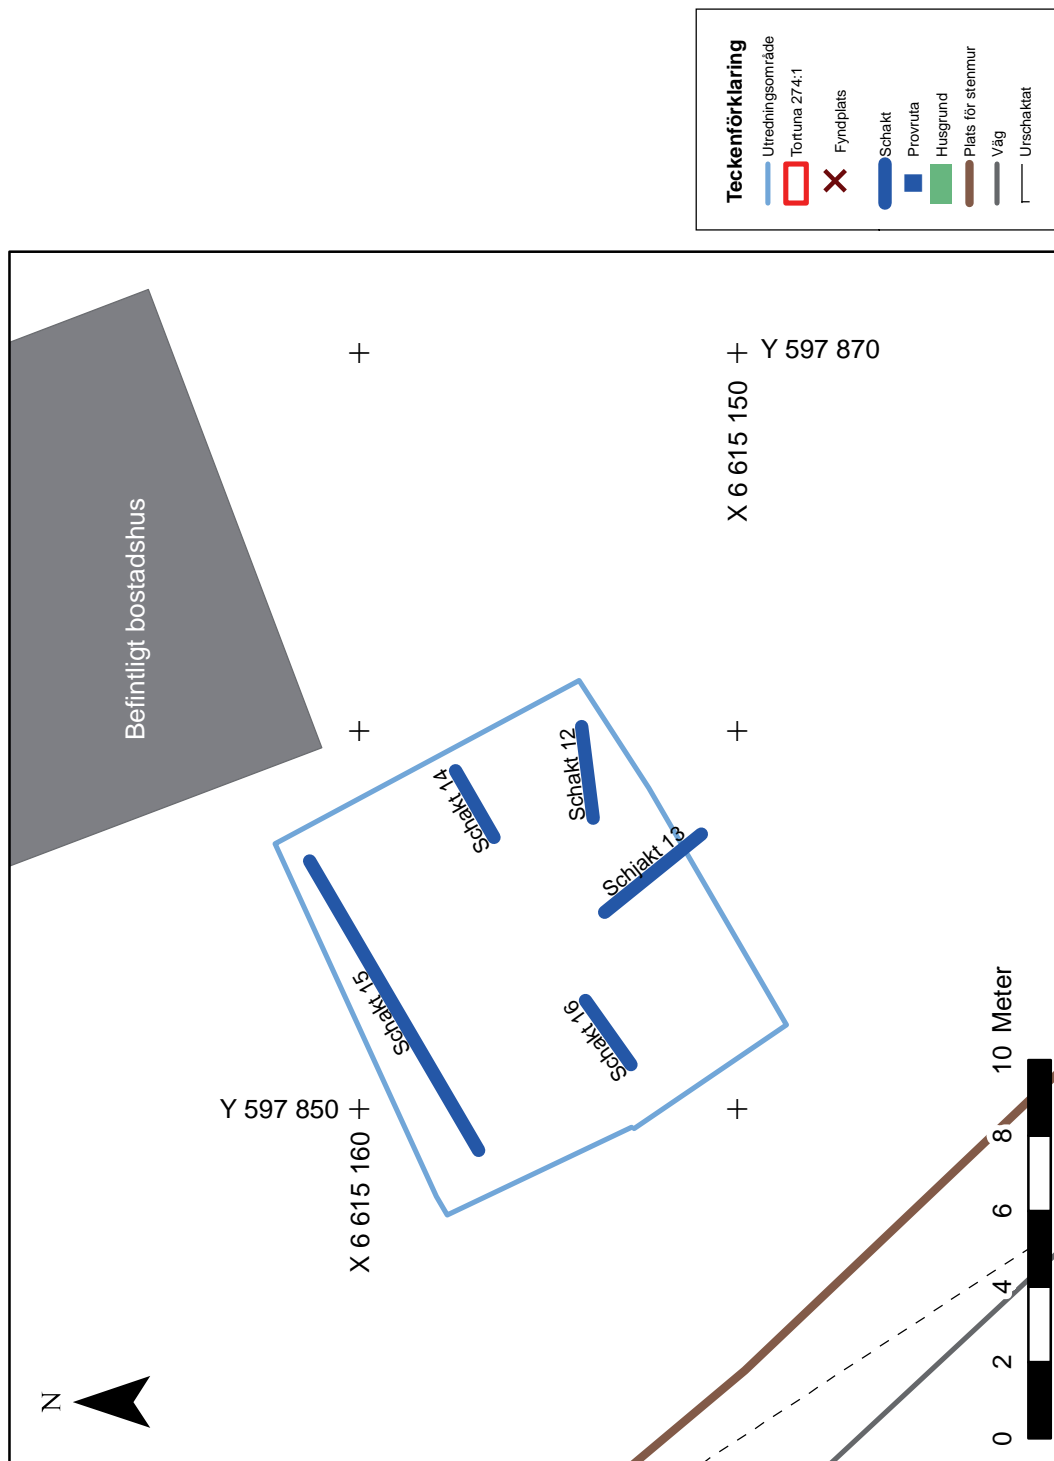 N
Befintligt bostadshus
Y 597 850
X 6 615 160
Y 597 870
X 6 615 150
Schakt 15
Schakt 14
Schakt 12
Schjakt 13
Schakt 16
0 2 4 6 8 10 Meter
Teckenförklaring
Utredningsområde
Tortuna 274:1
Fyndplats
Schakt
Provruta
Husgrund
Plats för stenmur
Väg
Urschaktat